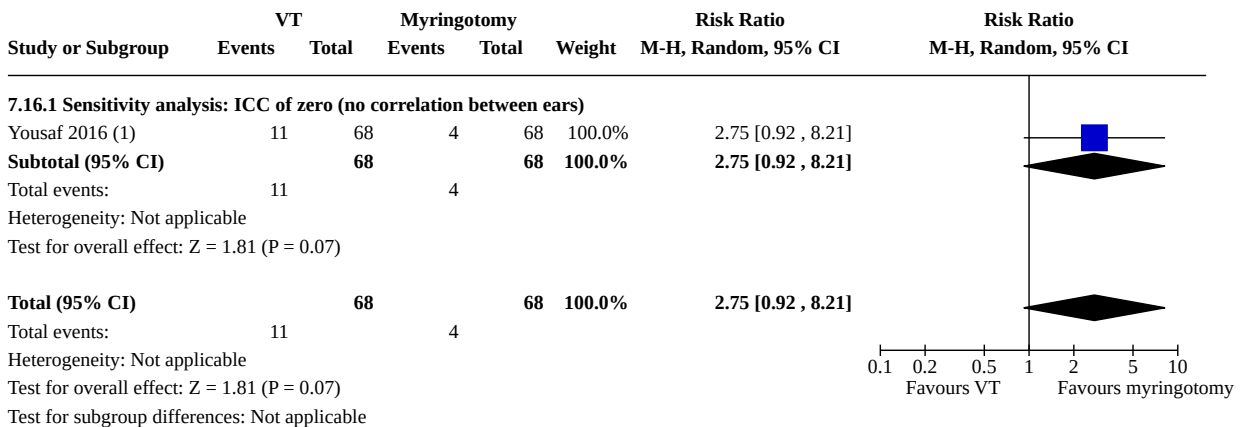 VT Myringotomy Risk Ratio Risk Ratio
Study or Subgroup Events Total Events Total Weight M-H, Random, 95% CI M-H, Random, 95% CI
7.16.1 Sensitivity analysis: ICC of zero (no correlation between ears)
Yousaf 2016 (1) 11 68 4 68 100.0% 2.75 [0.92 , 8.21]
Subtotal (95% CI) 68 68 100.0% 2.75 [0.92 , 8.21]
Total events: 11 4
Heterogeneity: Not applicable
Test for overall effect: Z = 1.81 (P = 0.07)
Total (95% CI) 68 68 100.0% 2.75 [0.92 , 8.21]
Total events: 11 4
Heterogeneity: Not applicable
0.1 0.2 0.5 1 2 5 10
Test for overall effect: Z = 1.81 (P = 0.07) Favours VT Favours myringotomy
Test for subgroup differences: Not applicable